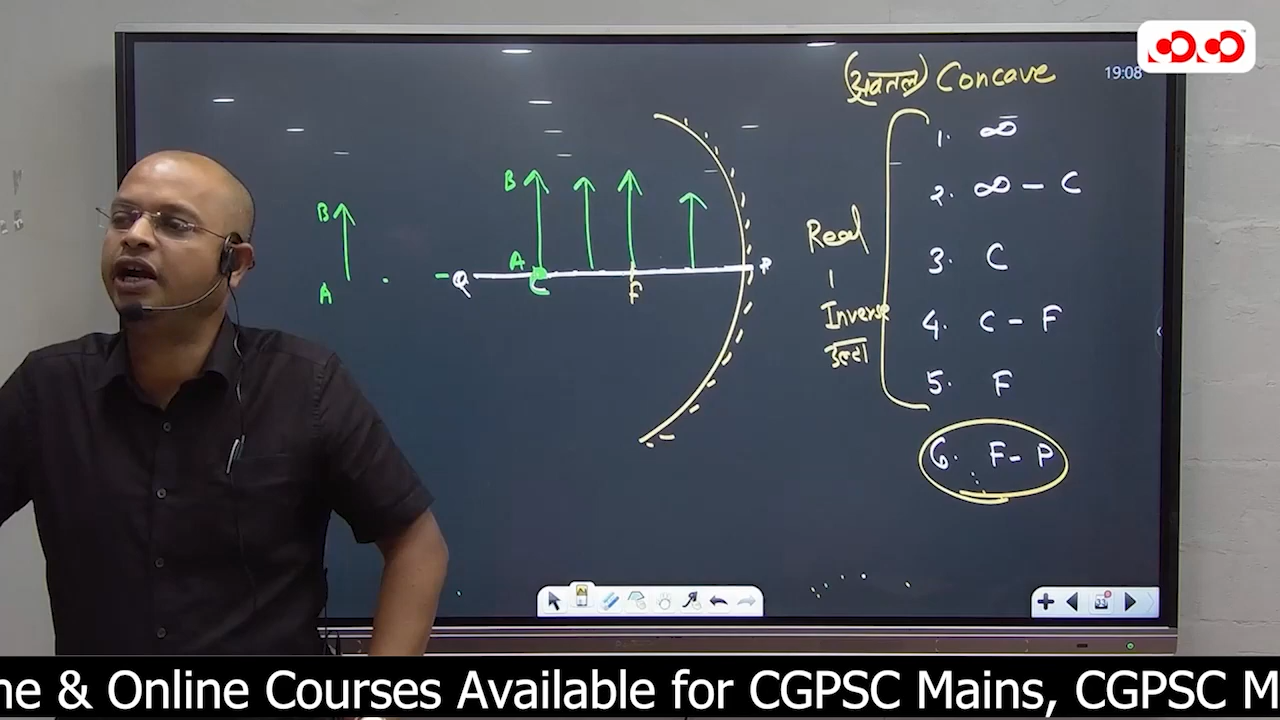 (अवतल) Concave
19:08
1. ∞
2. ∞ - C
3. C
4. C - F
5. F
6. F - P
Real
Inverse
उल्टा
B
A
B
A
C
F
P
ne & Online Courses Available for CGPSC Mains, CGPSC M